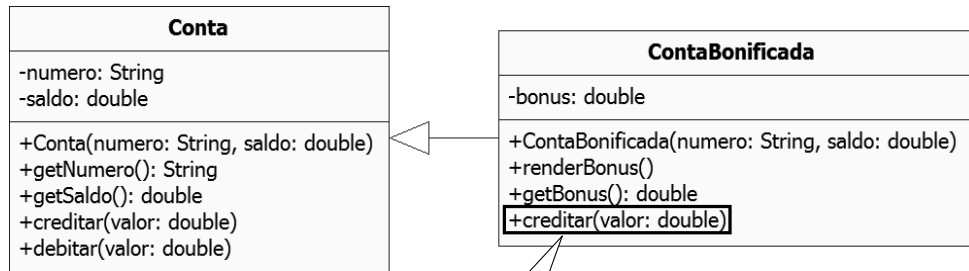 Conta
-numero: String
-saldo: double
+Conta(numero: String, saldo: double)
+getNumero(): String
+getSaldo(): double
+creditar(valor: double)
+debitar(valor: double)
ContaBonificada
-bonus: double
+ContaBonificada(numero: String, saldo: double)
+renderBonus()
+getBonus(): double
+creditar(valor: double)